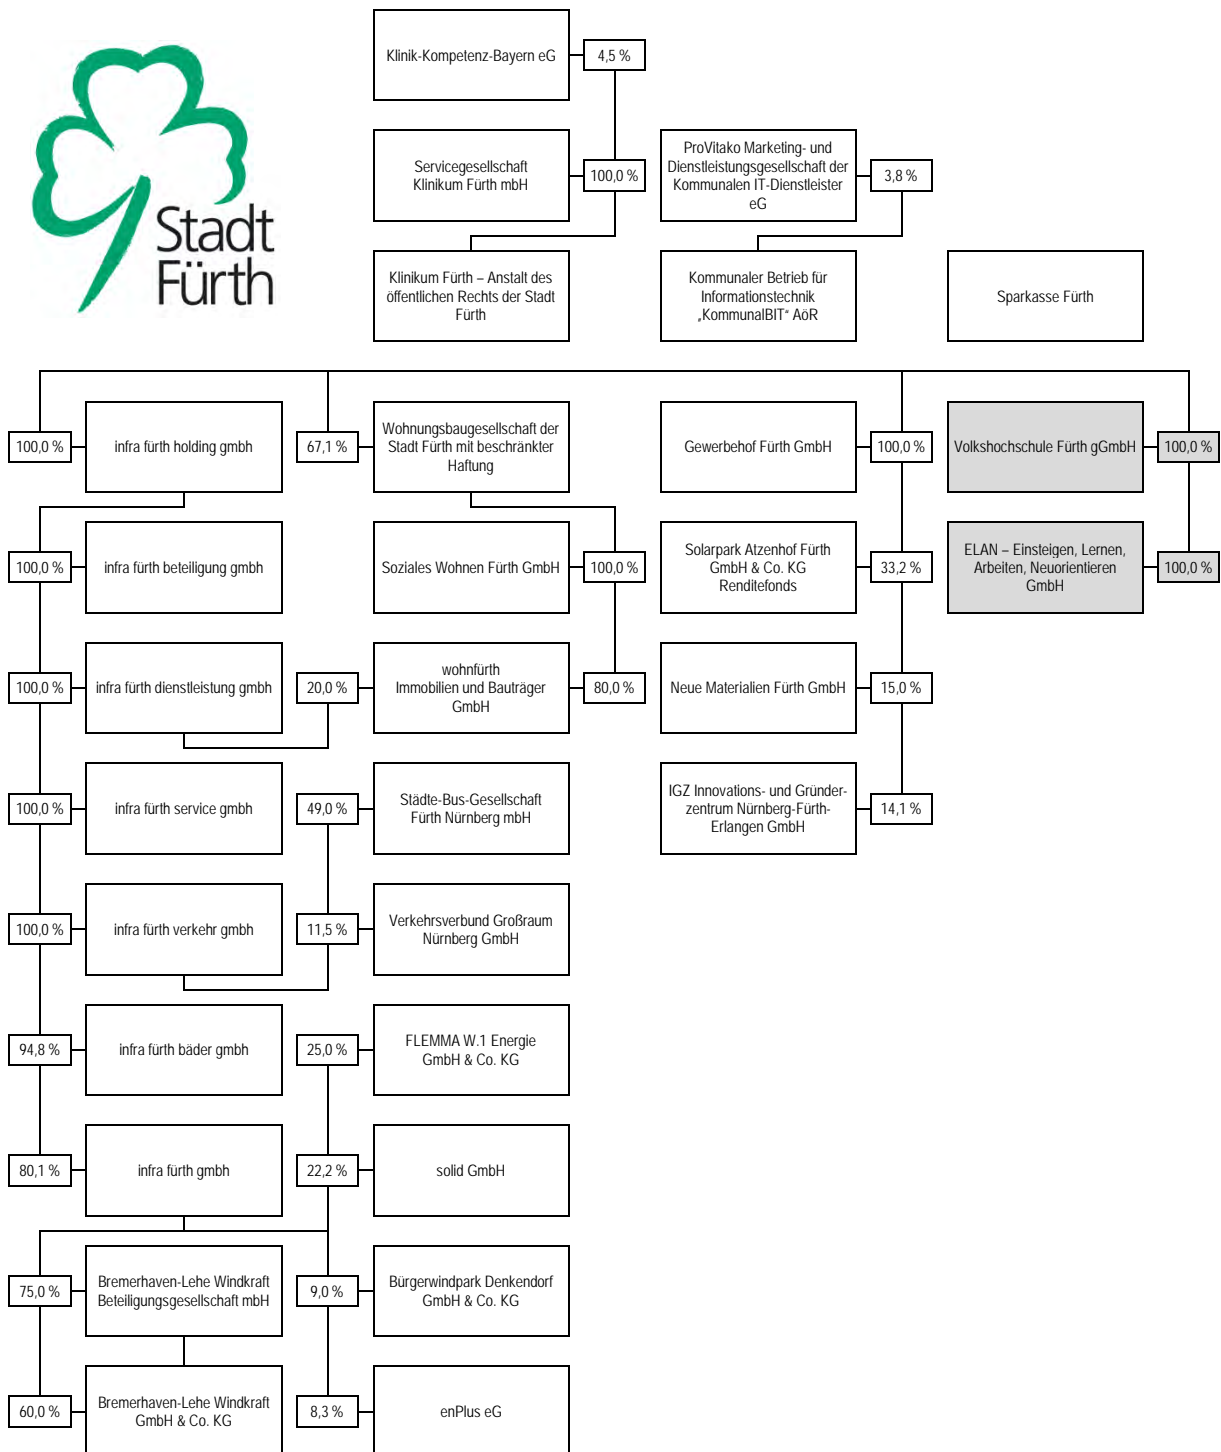 Stadt
Fürth
Klinik-Kompetenz-Bayern eG
4,5 %
Servicegesellschaft
Klinikum Fürth mbH
100,0 %
ProVitako Marketing- und
Dienstleistungsgesellschaft der
Kommunalen IT-Dienstleister
eG
3,8 %
Klinikum Fürth – Anstalt des
öffentlichen Rechts der Stadt
Fürth
Kommunaler Betrieb für
Informationstechnik
„KommunalBIT“ AöR
Sparkasse Fürth
100,0 %
infra fürth holding gmbh
67,1 %
Wohnungsbaugesellschaft der
Stadt Fürth mit beschränkter
Haftung
Gewerbehof Fürth GmbH
100,0 %
Volkshochschule Fürth gGmbH
100,0 %
100,0 %
infra fürth beteiligung gmbh
Soziales Wohnen Fürth GmbH
100,0 %
Solarpark Atzenhof Fürth
GmbH & Co. KG
Renditefonds
33,2 %
ELAN – Einsteigen, Lernen,
Arbeiten, Neuorientieren
GmbH
100,0 %
100,0 %
infra fürth dienstleistung gmbh
20,0 %
wohnfürth
Immobilien und Bauträger
GmbH
80,0 %
Neue Materialien Fürth GmbH
15,0 %
100,0 %
infra fürth service gmbh
49,0 %
Städte-Bus-Gesellschaft
Fürth Nürnberg mbH
IGZ Innovations- und Gründer-
zentrum Nürnberg-Fürth-
Erlangen GmbH
14,1 %
100,0 %
infra fürth verkehr gmbh
11,5 %
Verkehrsverbund Großraum
Nürnberg GmbH
94,8 %
infra fürth bäder gmbh
25,0 %
FLEMMA W.1 Energie
GmbH & Co. KG
80,1 %
infra fürth gmbh
22,2 %
solid GmbH
75,0 %
Bremerhaven-Lehe Windkraft
Beteiligungsgesellschaft mbH
9,0 %
Bürgerwindpark Denkendorf
GmbH & Co. KG
60,0 %
Bremerhaven-Lehe Windkraft
GmbH & Co. KG
8,3 %
enPlus eG